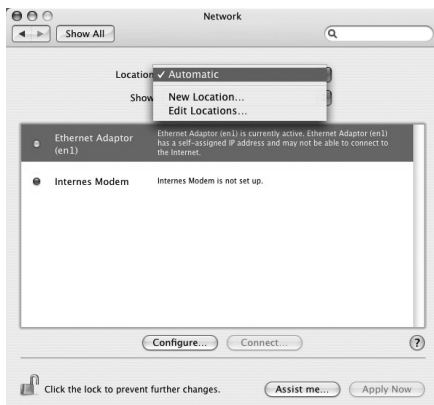 Network
Show All
Location
✓ Automatic
Show
New Location...
Edit Locations...
Ethernet Adaptor
(en1)
Ethernet Adaptor (en1) is currently active. Ethernet Adaptor (en1)
has a self-assigned IP address and may not be able to connect to
the Internet.
Internes Modem
Internes Modem is not set up.
Configure...
Connect...
?
Click the lock to prevent further changes.
Assist me...
Apply Now